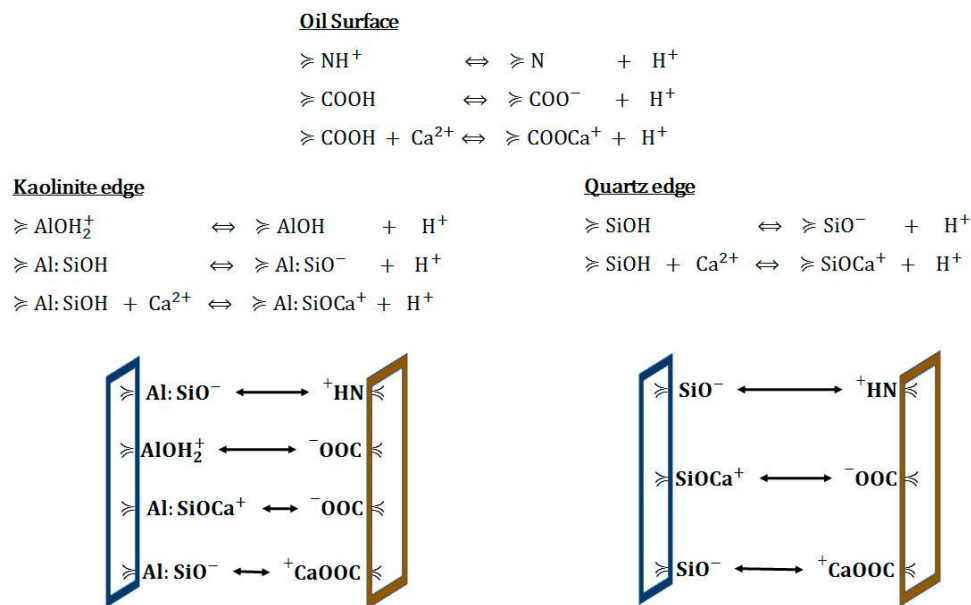 Oil Surface
≽ NH⁺ ⇔ ≽ N + H⁺
≽ COOH ⇔ ≽ COO⁻ + H⁺
≽ COOH + Ca²⁺ ⇔ ≽ COOCa⁺ + H⁺
Kaolinite edge
≽ AlOH₂⁺ ⇔ ≽ AlOH + H⁺
≽ Al: SiOH ⇔ ≽ Al: SiO⁻ + H⁺
≽ Al: SiOH + Ca²⁺ ⇔ ≽ Al: SiOCa⁺ + H⁺
Quartz edge
≽ SiOH ⇔ ≽ SiO⁻ + H⁺
≽ SiOH + Ca²⁺ ⇔ ≽ SiOCa⁺ + H⁺
≽ Al: SiO⁻ ⟷ ⁺HN ≼
≽ AlOH₂⁺ ⟷ ⁻OOC ≼
≽ Al: SiOCa⁺ ⟷ ⁻OOC ≼
≽ Al: SiO⁻ ⟷ ⁺CaOOC ≼
≽ SiO⁻ ⟷ ⁺HN ≼
≽ SiOCa⁺ ⟷ ⁻OOC ≼
≽ SiO⁻ ⟷ ⁺CaOOC ≼